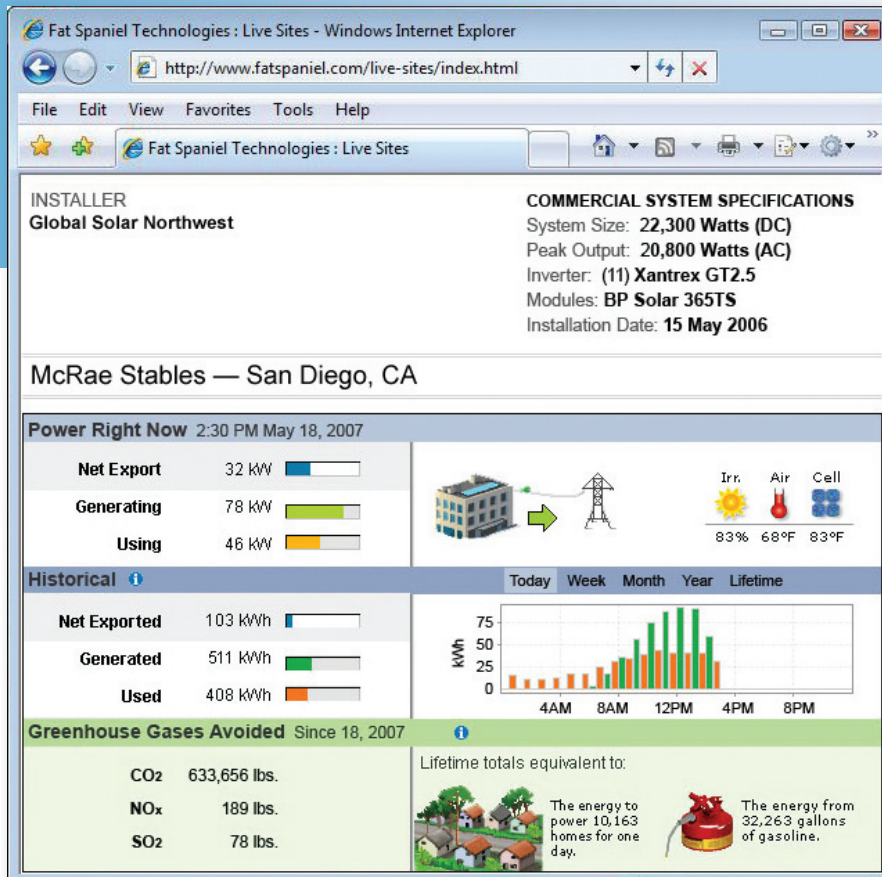 Fat Spaniel Technologies : Live Sites - Windows Internet Explorer
http://www.fatspaniel.com/live-sites/index.html
File Edit View Favorites Tools Help
Fat Spaniel Technologies : Live Sites
INSTALLER
Global Solar Northwest
COMMERCIAL SYSTEM SPECIFICATIONS
System Size: 22,300 Watts (DC)
Peak Output: 20,800 Watts (AC)
Inverter: (11) Xantrex GT2.5
Modules: BP Solar 365TS
Installation Date: 15 May 2006
McRae Stables — San Diego, CA
Power Right Now 2:30 PM May 18, 2007
Net Export 32 kW
Generating 78 kW
Using 46 kW
Irr. Air Cell
83% 68°F 83°F
Historical
Today Week Month Year Lifetime
Net Exported 103 kWh
Generated 511 kWh
Used 408 kWh
kWh
75
50
25
0
4AM 8AM 12PM 4PM 8PM
Greenhouse Gases Avoided Since 18, 2007
CO2 633,656 lbs.
NOx 189 lbs.
SO2 78 lbs.
Lifetime totals equivalent to:
The energy to
power 10,163
homes for one
day.
The energy from
32,263 gallons
of gasoline.